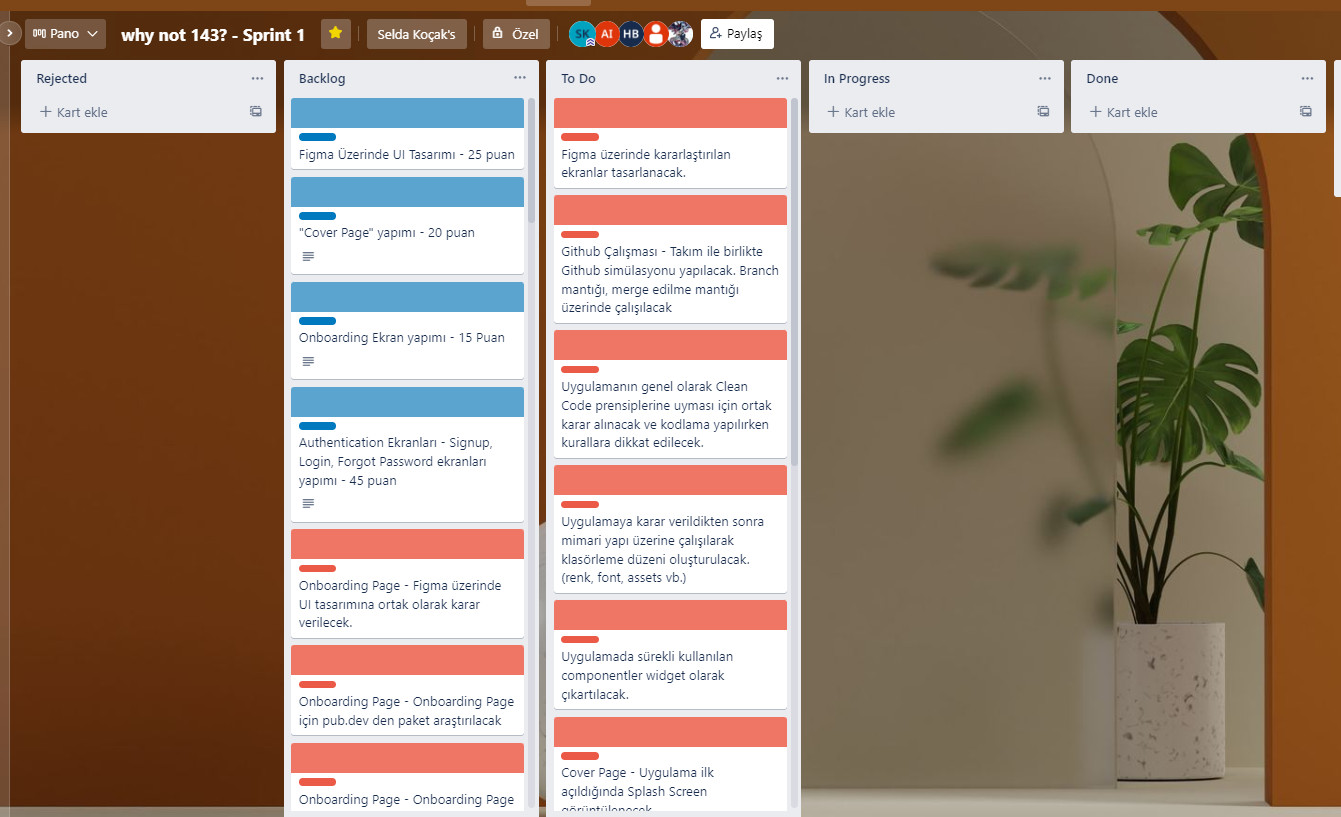 Pano
why not 143? - Sprint 1
Selda Koçak's
Özel
SK
AI
HB
Paylaş
Rejected
Kart ekle
Backlog
Figma Üzerinde UI Tasarımı - 25 puan
"Cover Page" yapımı - 20 puan
Onboarding Ekran yapımı - 15 Puan
Authentication Ekranları - Signup,
Login, Forgot Password ekranları
yapımı - 45 puan
Onboarding Page - Figma üzerinde
UI tasarımına ortak olarak karar
verilecek.
Onboarding Page - Onboarding Page
için pub.dev den paket araştırılacak
Onboarding Page - Onboarding Page
To Do
Figma üzerinde kararlaştırılan
ekranlar tasarlanacak.
Github Çalışması - Takım ile birlikte
Github simülasyonu yapılacak. Branch
mantığı, merge edilme mantığı
üzerinde çalışılacak
Uygulamanın genel olarak Clean
Code prensiplerine uyması için ortak
karar alınacak ve kodlama yapılırken
kurallara dikkat edilecek.
Uygulamaya karar verildikten sonra
mimari yapı üzerine çalışılarak
klasörleme düzeni oluşturulacak.
(renk, font, assets vb.)
Uygulamada sürekli kullanılan
componentler widget olarak
çıkartılacak.
Cover Page - Uygulama ilk
açıldığında Splash Screen
görüntülenecek
In Progress
Kart ekle
Done
Kart ekle